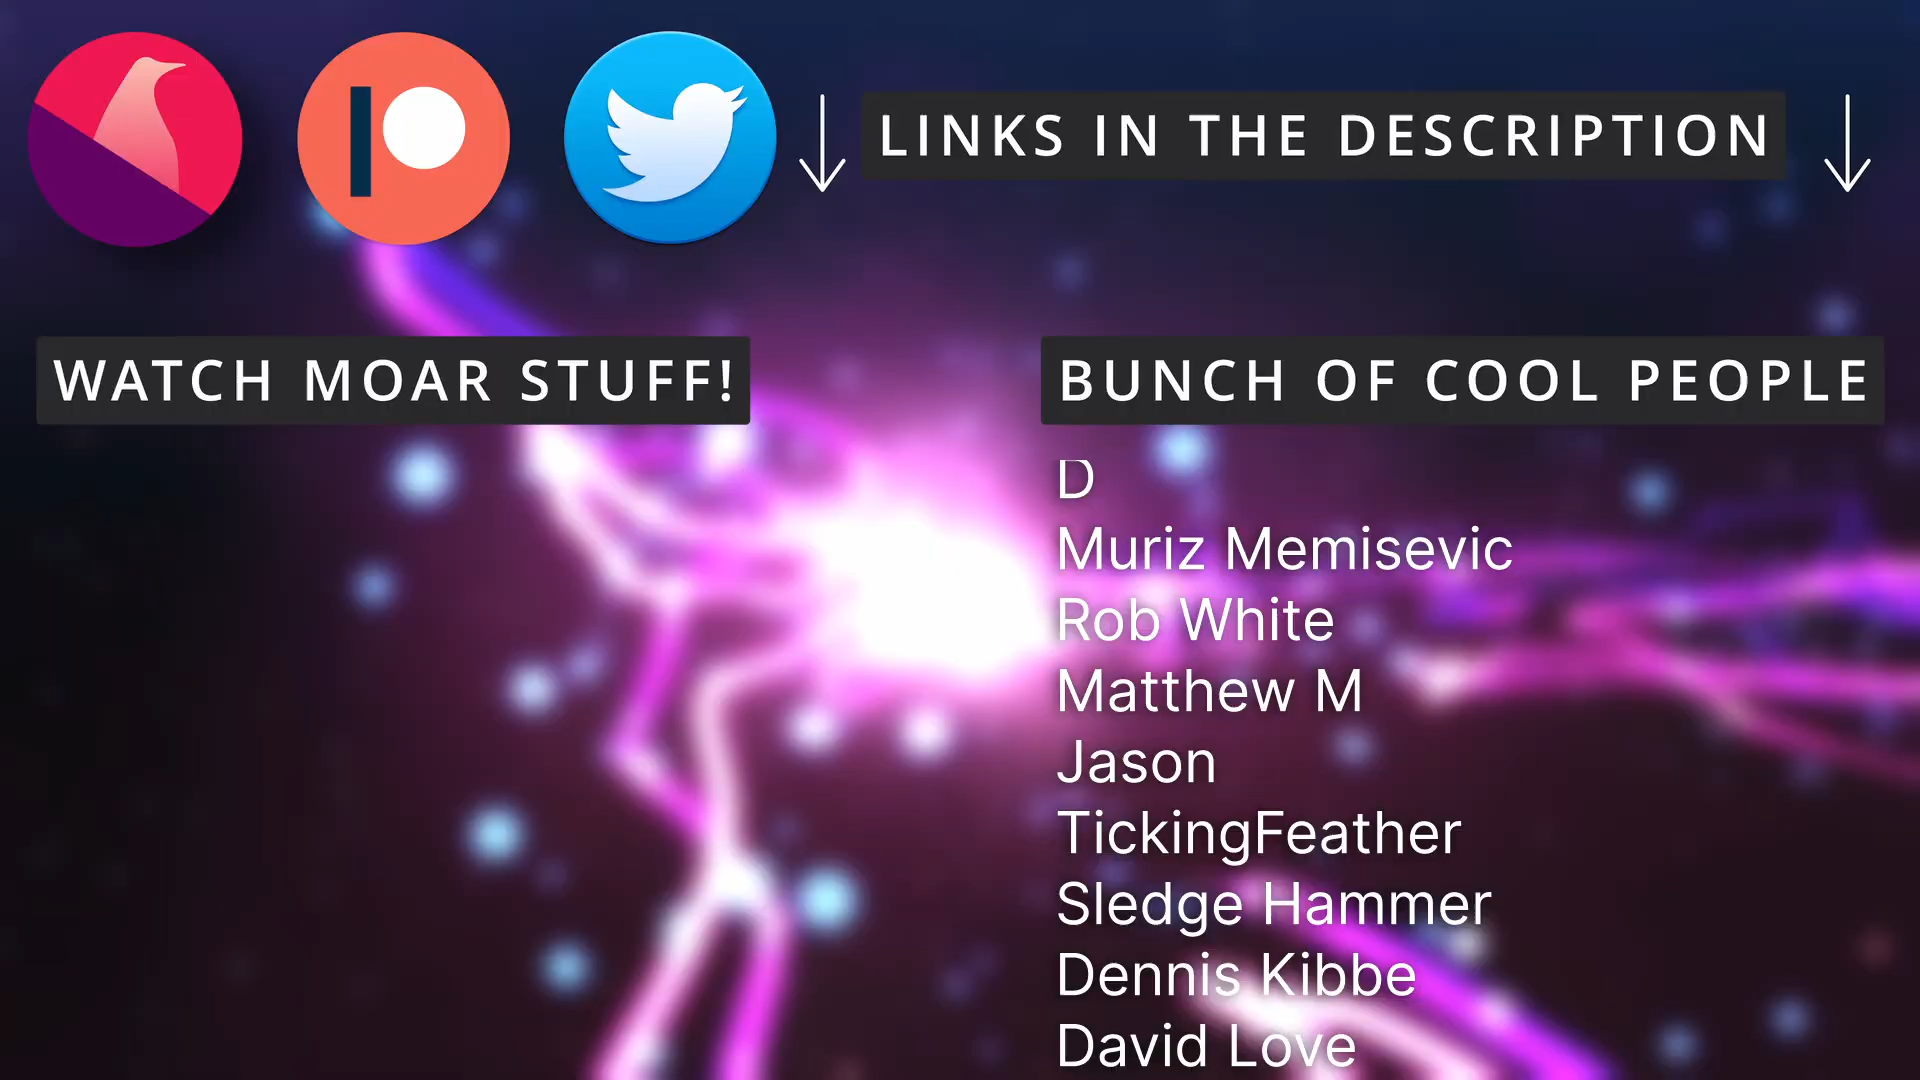 LINKS IN THE DESCRIPTION
WATCH MOAR STUFF!
BUNCH OF COOL PEOPLE
D
Muriz Memisevic
Rob White
Matthew M
Jason
TickingFeather
Sledge Hammer
Dennis Kibbe
David Love